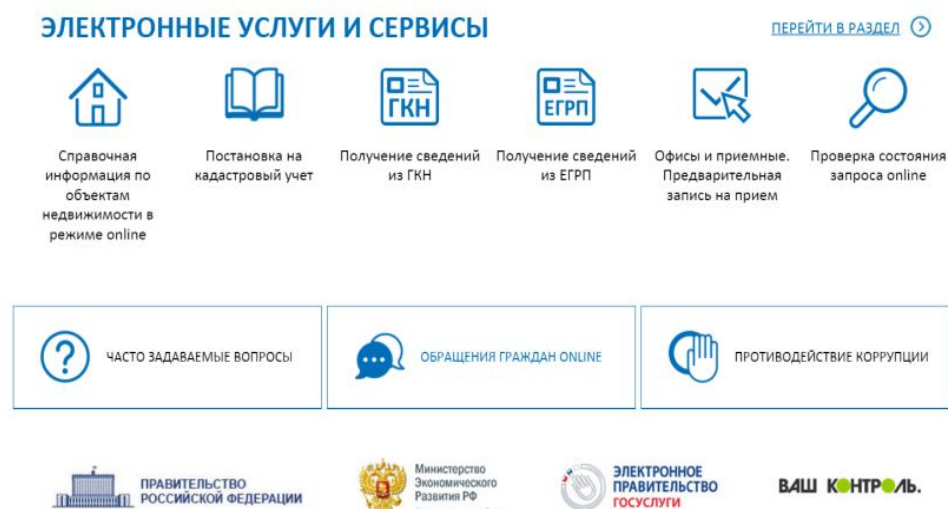 ЭЛЕКТРОННЫЕ УСЛУГИ И СЕРВИСЫ
ПЕРЕЙТИ В РАЗДЕЛ
ГКН
ЕГРП
Справочная
информация по
объектам
недвижимости в
режиме online
Постановка на
кадастровый учет
Получение сведений
из ГКН
Получение сведений
из ЕГРП
Офисы и приемные.
Предварительная
запись на прием
Проверка состояния
запроса online
ЧАСТО ЗАДАВАЕМЫЕ ВОПРОСЫ
ОБРАЩЕНИЯ ГРАЖДАН ONLINE
ПРОТИВОДЕЙСТВИЕ КОРРУПЦИИ
ПРАВИТЕЛЬСТВО
РОССИЙСКОЙ ФЕДЕРАЦИИ
Министерство
Экономического
Развития РФ
ЭЛЕКТРОННОЕ
ПРАВИТЕЛЬСТВО
ГОСУСЛУГИ
ВАШ КОНТРОЛЬ.